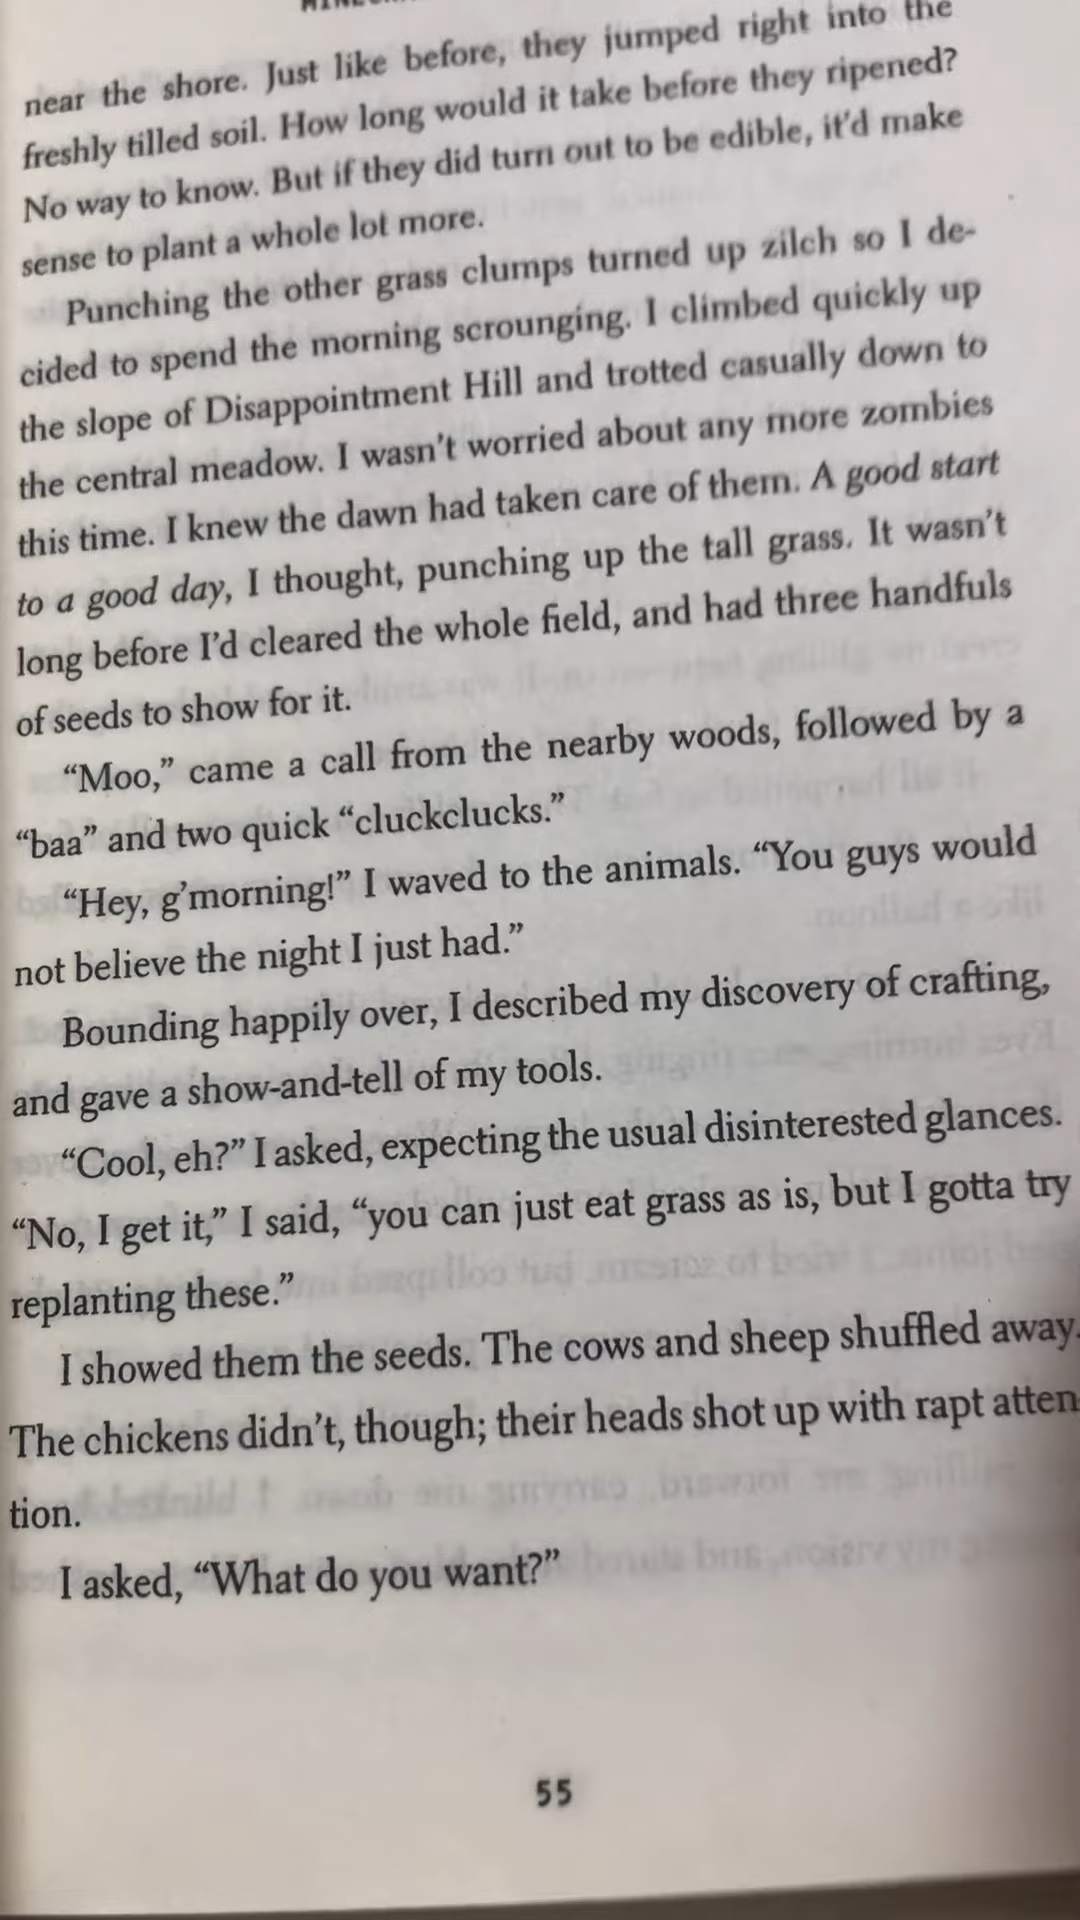 near the shore. Just like before, they jumped right into the
freshly tilled soil. How long would it take before they ripened?
No way to know. But if they did turn out to be edible, it'd make
sense to plant a whole lot more.
Punching the other grass clumps turned up zilch so I de-
cided to spend the morning scrounging. I climbed quickly up
the slope of Disappointment Hill and trotted casually down to
the central meadow. I wasn't worried about any more zombies
this time. I knew the dawn had taken care of them. A good start
to a good day, I thought, punching up the tall grass. It wasn't
long before I'd cleared the whole field, and had three handfuls
of seeds to show for it.
“Moo,” came a call from the nearby woods, followed by a
“baa” and two quick “cluckclucks.”
“Hey, g'morning!” I waved to the animals. “You guys would
not believe the night I just had.”
Bounding happily over, I described my discovery of crafting,
and gave a show-and-tell of my tools.
“Cool, eh?” I asked, expecting the usual disinterested glances.
“No, I get it,” I said, “you can just eat grass as is, but I gotta try
replanting these.”
I showed them the seeds. The cows and sheep shuffled away.
The chickens didn't, though; their heads shot up with rapt atten-
tion.
I asked, “What do you want?”
55